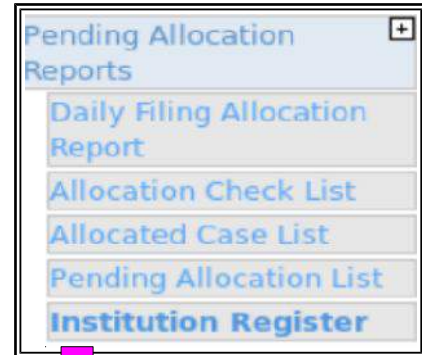 Pending Allocation
Reports
Daily Filing Allocation
Report
Allocation Check List
Allocated Case List
Pending Allocation List
Institution Register